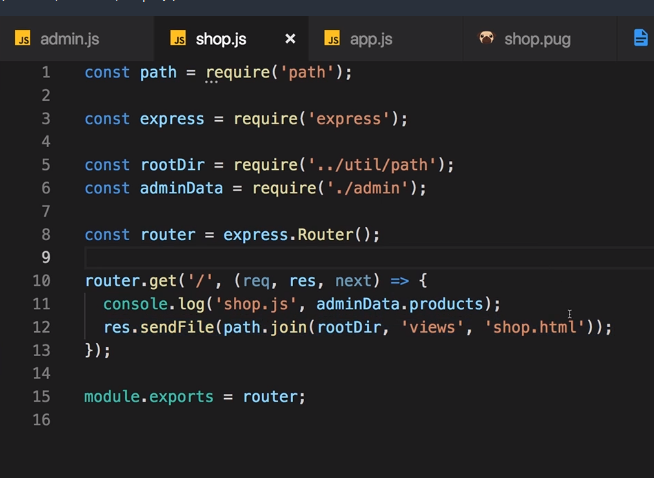 admin.js
shop.js
app.js
shop.pug
1 const path = require('path');
2
3 const express = require('express');
4
5 const rootDir = require('../util/path');
6 const adminData = require('./admin');
7
8 const router = express.Router();
9
10 router.get('/', (req, res, next) => {
11 console.log('shop.js', adminData.products);
12 res.sendFile(path.join(rootDir, 'views', 'shop.html'));
13 });
14
15 module.exports = router;
16